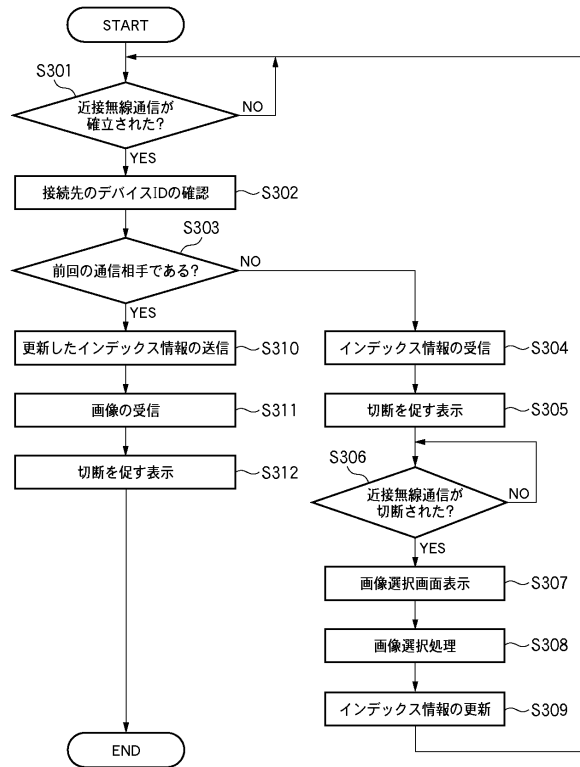 START
S301
近接無線通信が
確立された?
NO
YES
接続先のデバイスIDの確認
S302
S303
前回の通信相手である?
NO
YES
更新したインデックス情報の送信
S310
画像の受信
S311
切断を促す表示
S312
インデックス情報の受信
S304
切断を促す表示
S305
S306
近接無線通信が
切断された?
NO
YES
画像選択画面表示
S307
画像選択処理
S308
インデックス情報の更新
S309
END